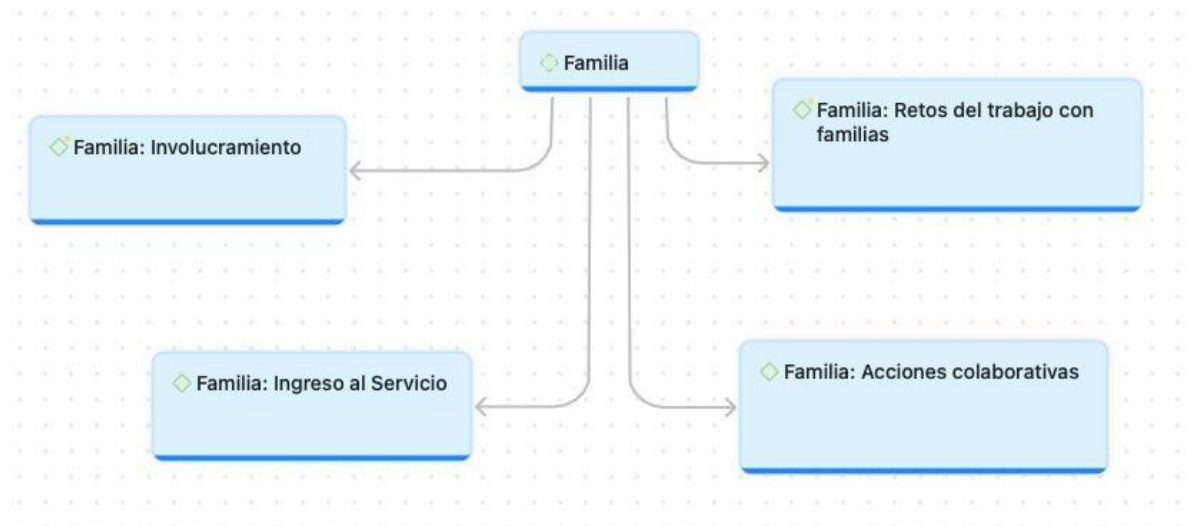 Familia
Familia: Retos del trabajo con
familias
Familia: Involucramiento
Familia: Ingreso al Servicio
Familia: Acciones colaborativas